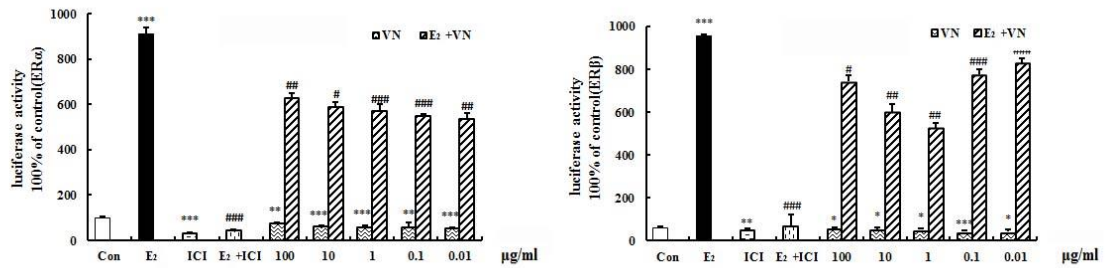 luciferase activity
100% of control(ERα)
1000
800
600
400
200
0
***
***
###
**
***
***
**
***
##
#
###
###
##
VN
E₂ +VN
Con
E₂
ICI
E₂ +ICI
100
10
1
0.1
0.01
µg/ml
luciferase activity
100% of control(ERβ)
1000
800
600
400
200
0
***
**
###
*
*
*
***
*
#
##
##
###
###
VN
E₂ +VN
Con
E₂
ICI
E₂ +ICI
100
10
1
0.1
0.01
µg/ml